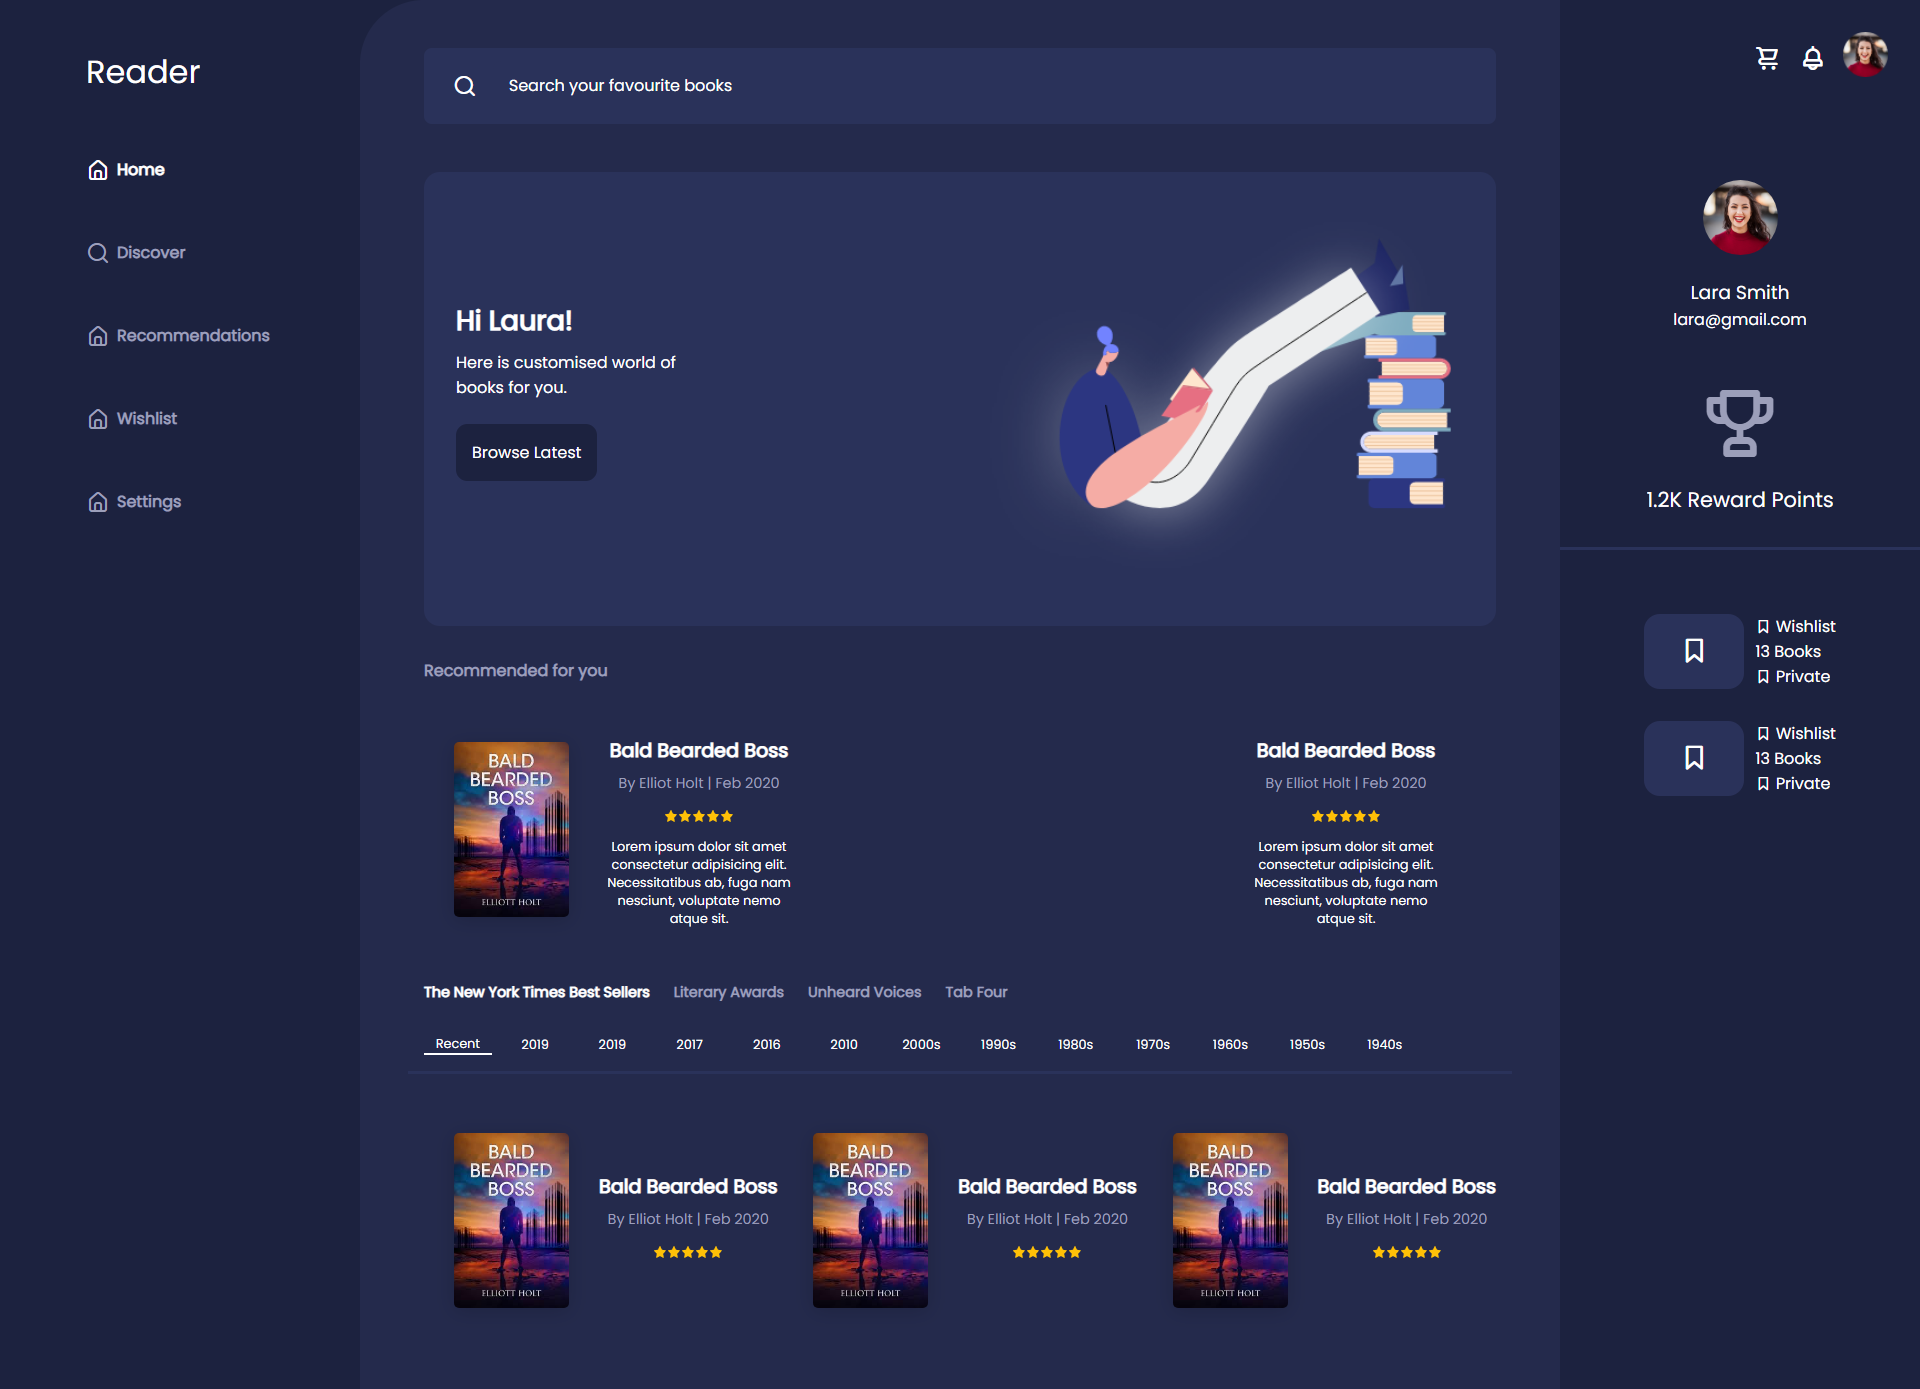 Reader
Home
Discover
Recommendations
Wishlist
Settings
Search your favourite books
Hi Laura!
Here is customised world of
books for you.
Browse Latest
Recommended for you
BALD
BEARDED
BOSS
ELLIOTT HOLT
Bald Bearded Boss
By Elliot Holt | Feb 2020
Lorem ipsum dolor sit amet
consectetur adipisicing elit.
Necessitatibus ab, fuga nam
nesciunt, voluptate nemo
atque sit.
Bald Bearded Boss
By Elliot Holt | Feb 2020
Lorem ipsum dolor sit amet
consectetur adipisicing elit.
Necessitatibus ab, fuga nam
nesciunt, voluptate nemo
atque sit.
The New York Times Best Sellers Literary Awards Unheard Voices Tab Four
Recent 2019 2019 2017 2016 2010 2000s 1990s 1980s 1970s 1960s 1950s 1940s
BALD
BEARDED
BOSS
ELLIOTT HOLT
Bald Bearded Boss
By Elliot Holt | Feb 2020
BALD
BEARDED
BOSS
ELLIOTT HOLT
Bald Bearded Boss
By Elliot Holt | Feb 2020
BALD
BEARDED
BOSS
ELLIOTT HOLT
Bald Bearded Boss
By Elliot Holt | Feb 2020
Lara Smith
lara@gmail.com
1.2K Reward Points
Wishlist
13 Books
Private
Wishlist
13 Books
Private